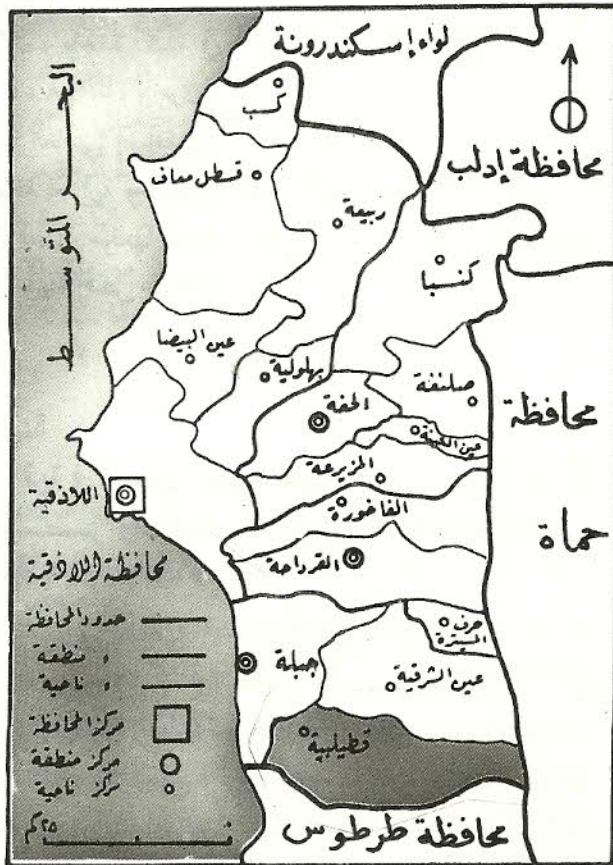 لواء إسكندرونة
البحر المتوسط
كسب
محافظة إدلب
قسطل معاف
ربيعة
كنسبا
عين البيضا
بهلولية
صلنفة
الحفة
محافظة
حماة
عين التينة
المزيرعة
الفاخورة
اللاذقية
القرداحة
محافظة اللاذقية
حدود المحافظة
» منطقة
» ناحية
مركز المحافظة
مركز منطقة
مركز ناحية
٢٥ كم
جبلة
حرف
المسيترة
عين الشرقية
قطيلبية
محافظة طرطوس